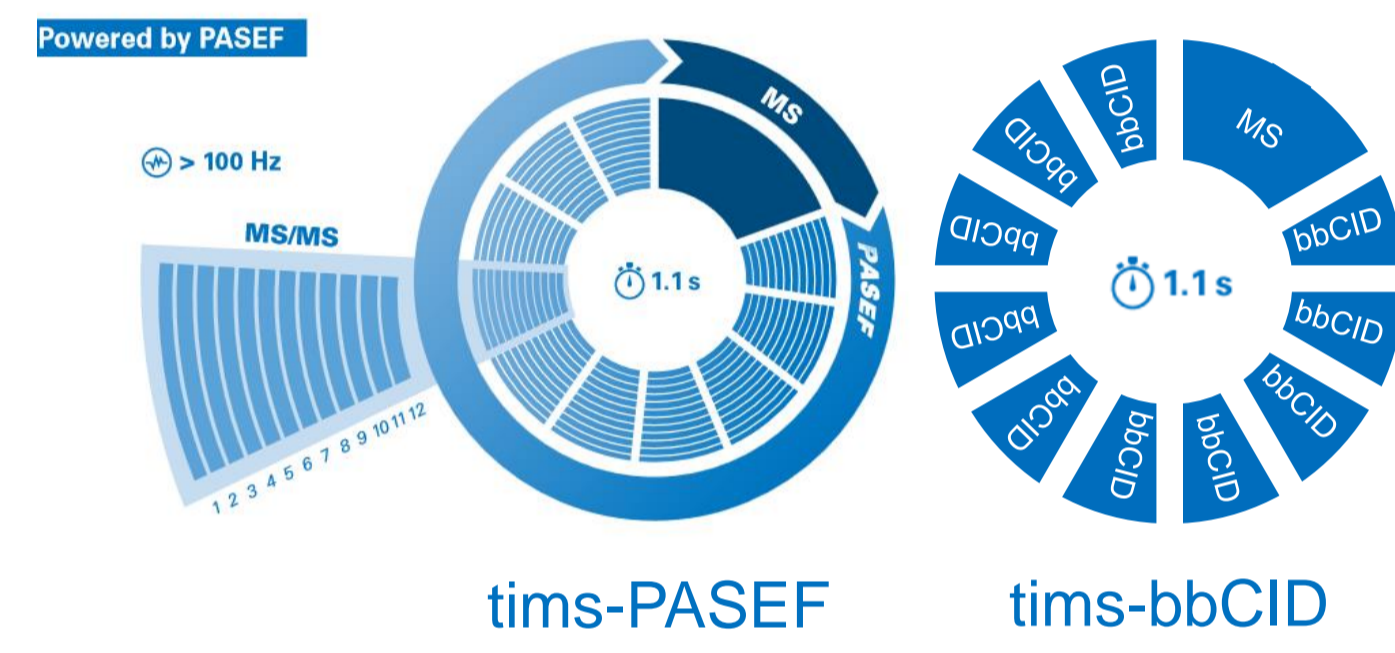 Powered by PASEF
> 100 Hz
MS/MS
1 2 3 4 5 6 7 8 9 10 11 12
MS
PASEF
1.1 s
tims-PASEF
MS
bbCID
bbCID
bbCID
bbCID
bbCID
bbCID
bbCID
bbCID
bbCID
bbCID
1.1 s
tims-bbCID